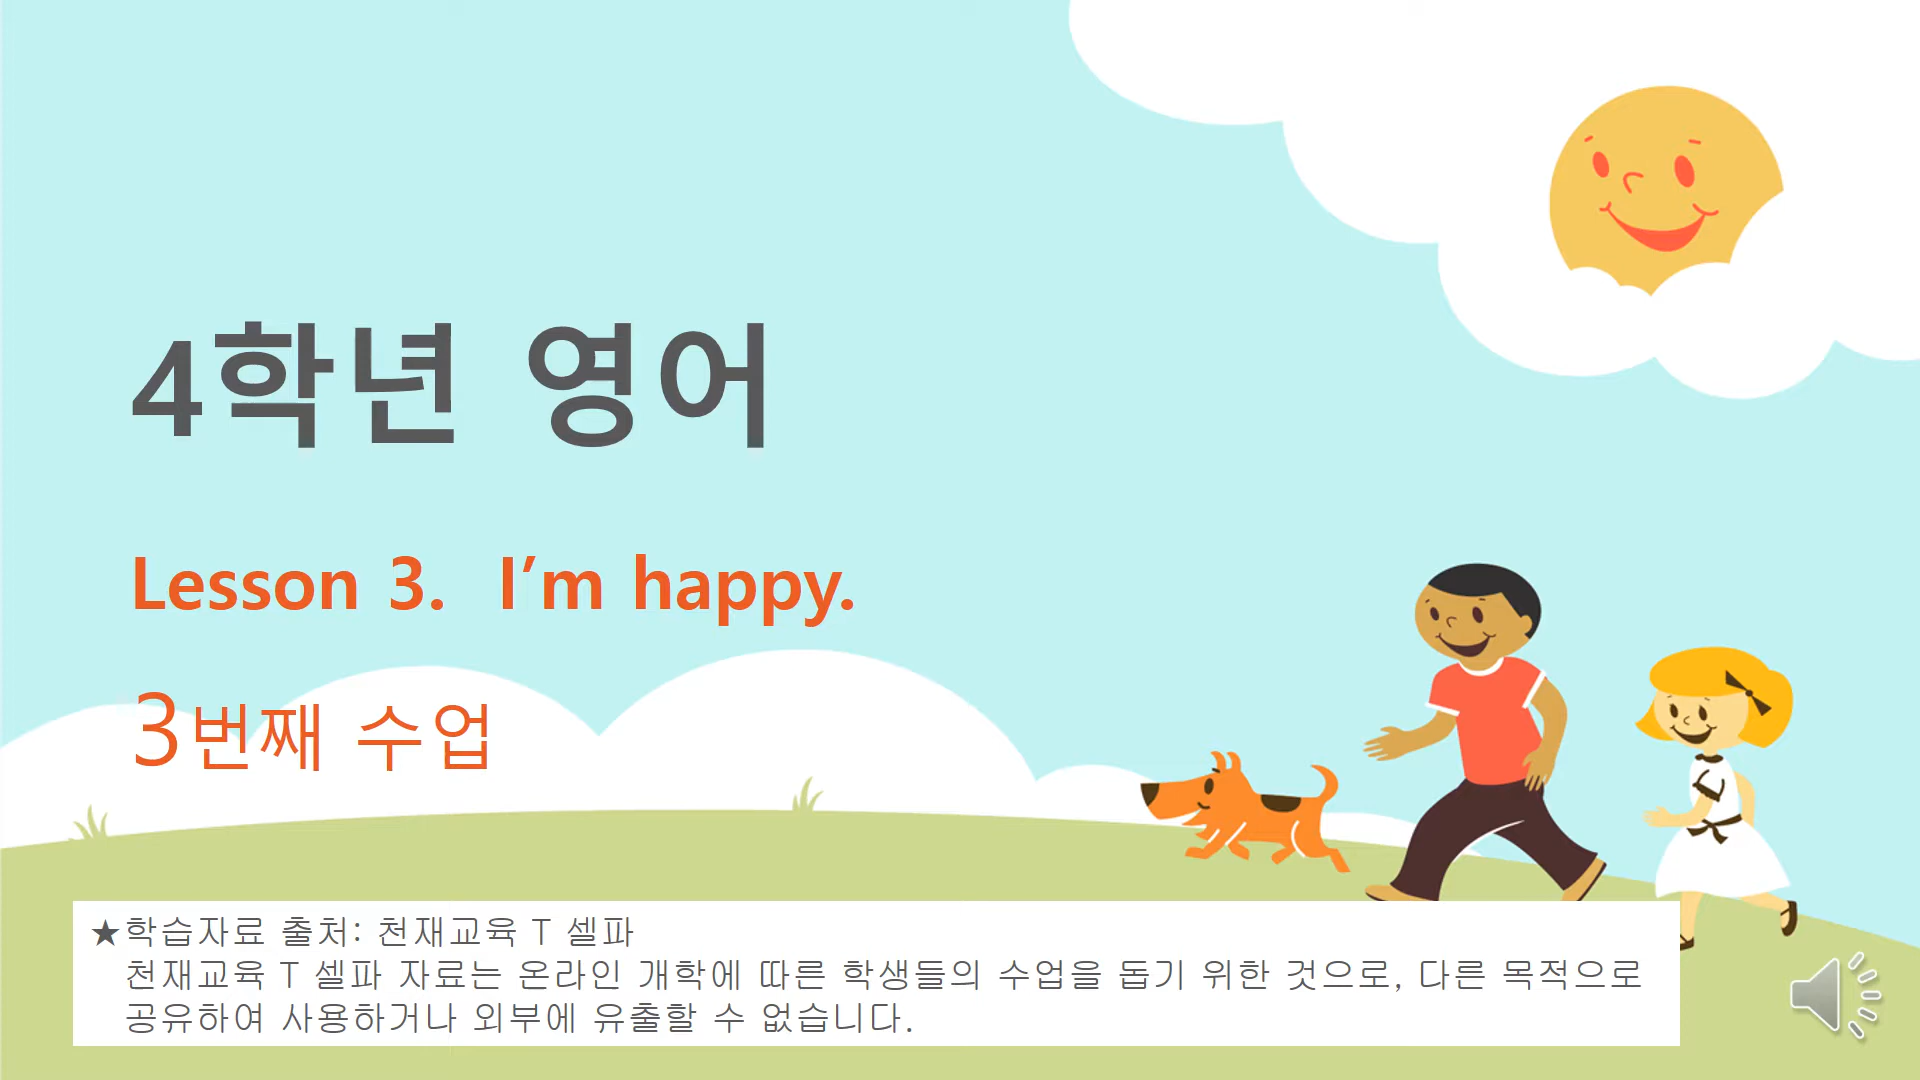 4학년 영어
Lesson 3. I’m happy.
3번째 수업
★학습자료 출처: 천재교육 T 셀파
천재교육 T 셀파 자료는 온라인 개학에 따른 학생들의 수업을 돕기 위한 것으로, 다른 목적으로
공유하여 사용하거나 외부에 유출할 수 없습니다.